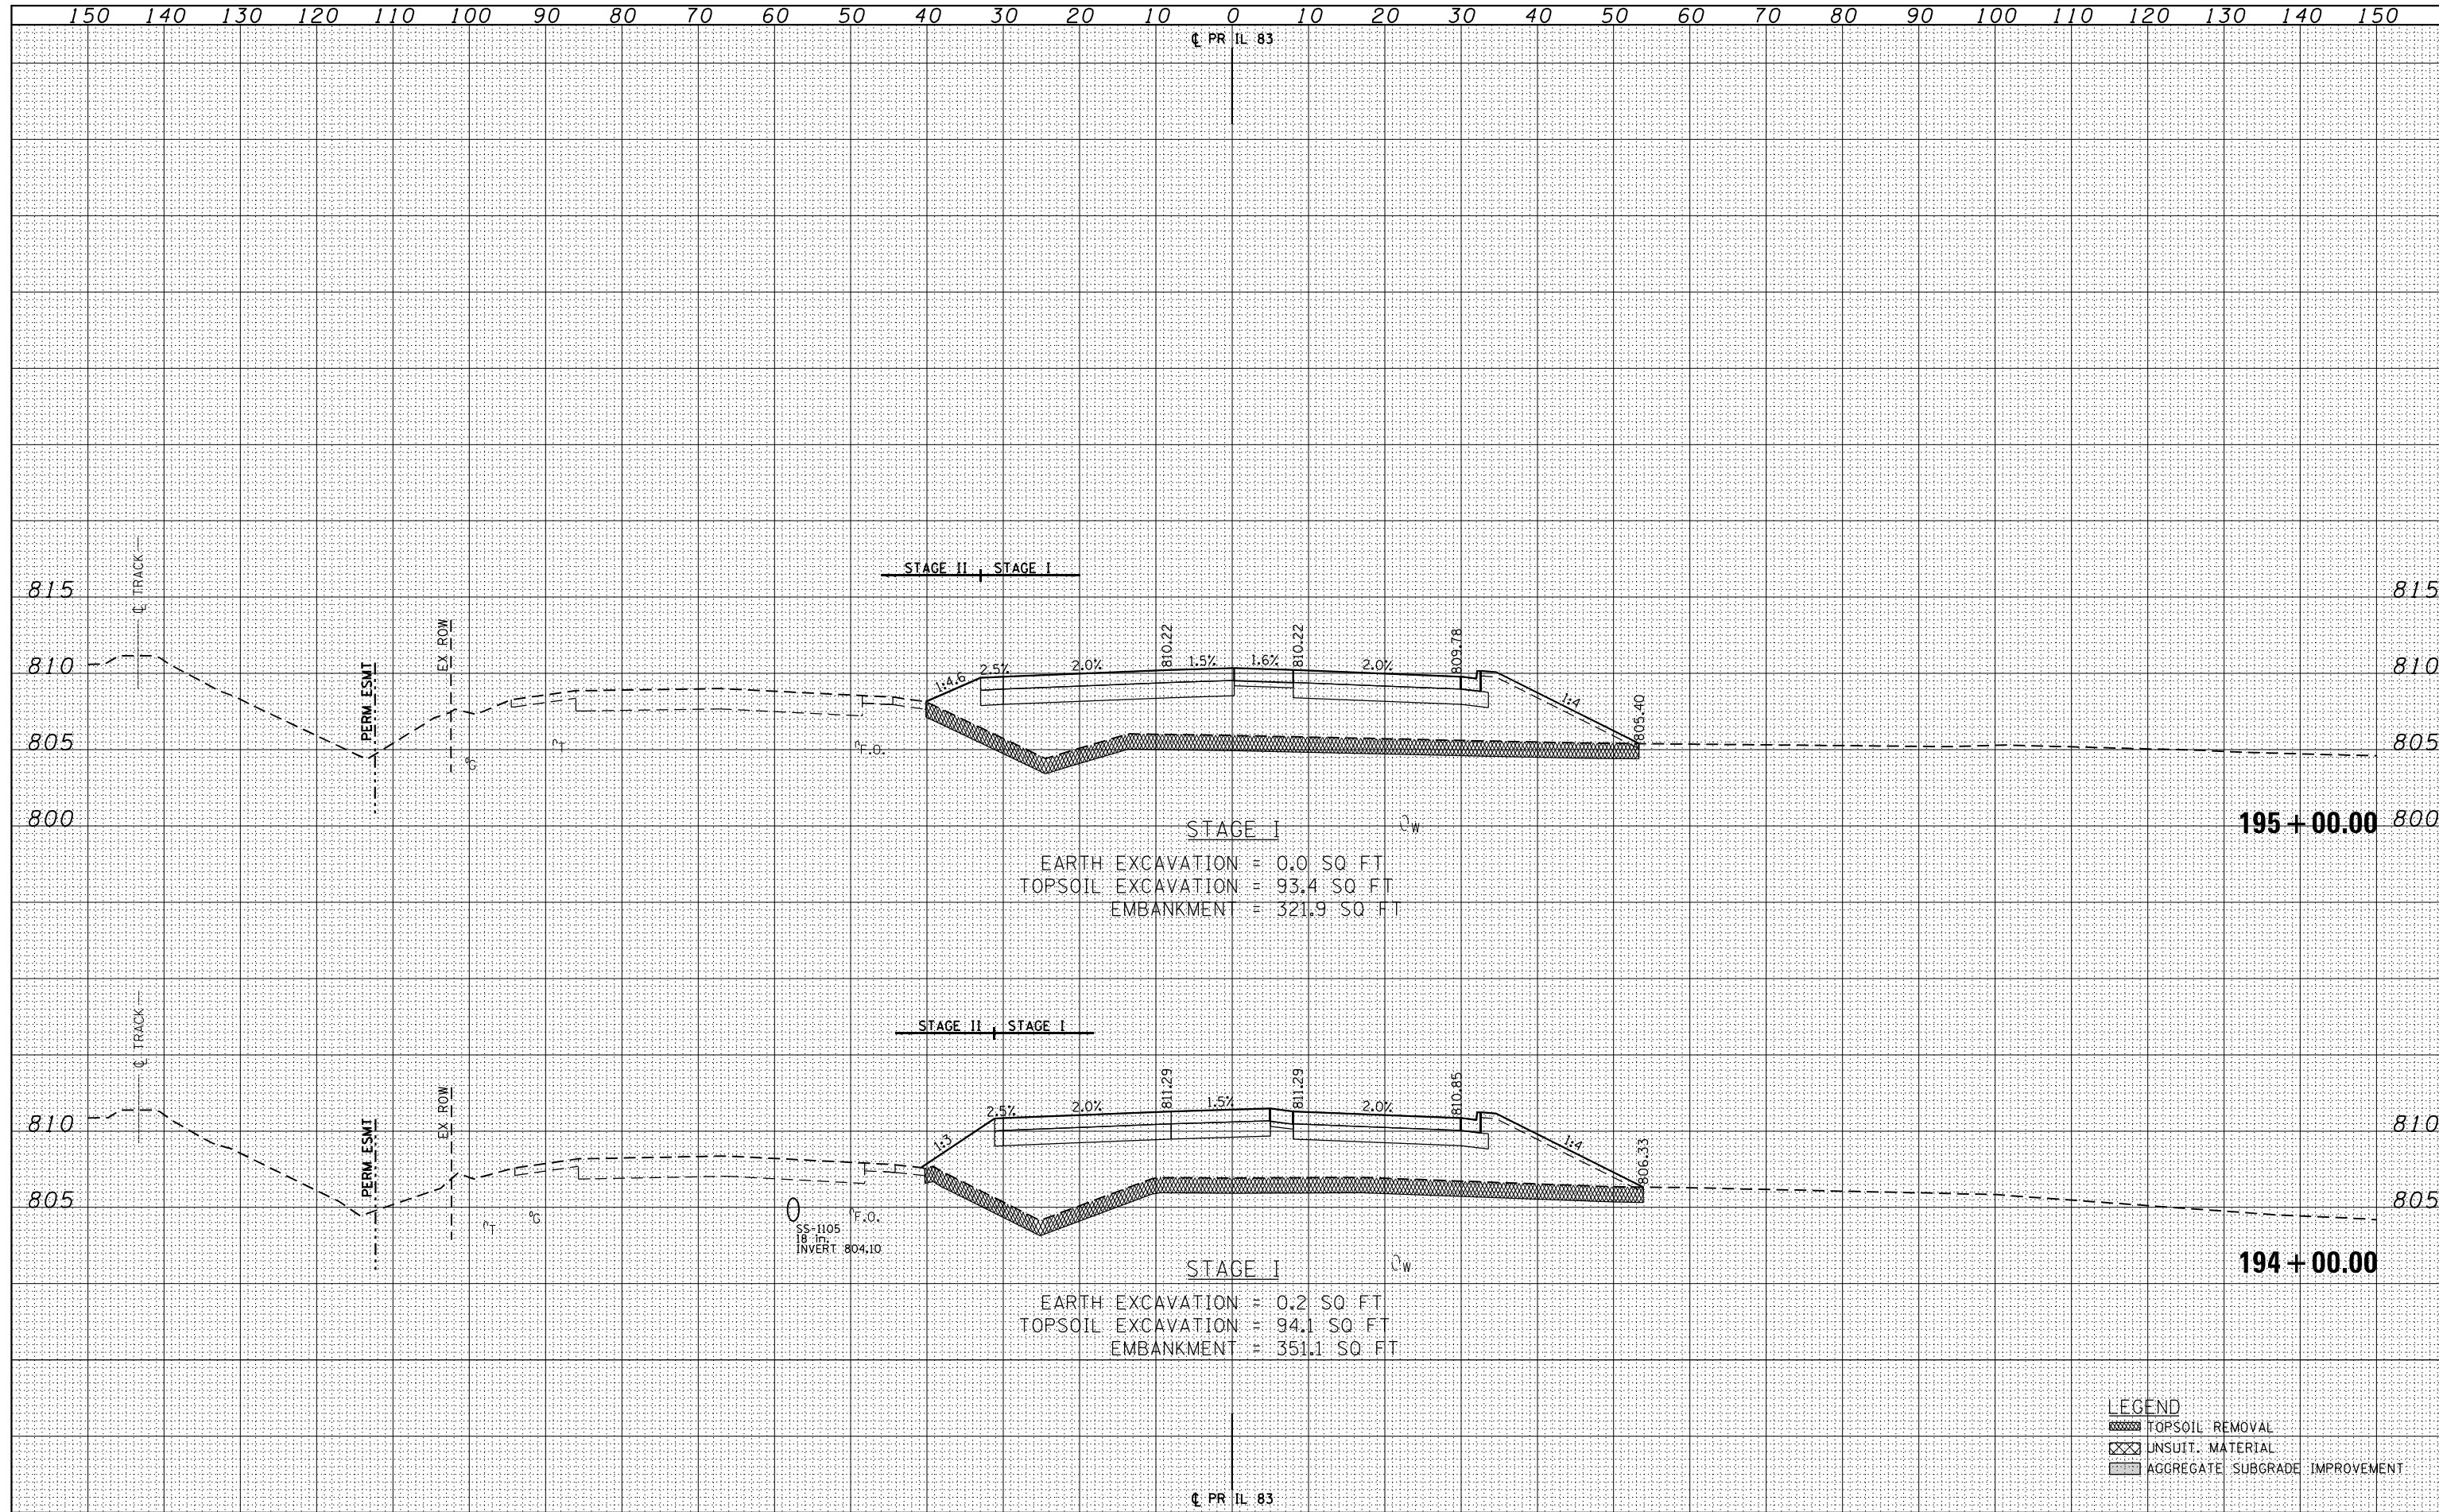 150 140 130 120 110 100 90 80 70 60 50 40 30 20 10 0 10 20 30 40 50 60 70 80 90 100 110 120 130 140 150
℄ PR IL 83
STAGE II STAGE I
815 815
℄ TRACK
EX ROW
PERM ESMT
810 810
1:4.6 2.5% 2.0% 810.22 1.5% 1.6% 810.22 2.0% 809.78 1:4 805.40
805 805
T
G
F.O.
800 800
W
195+00.00
STAGE I
EARTH EXCAVATION = 0.0 SQ FT
TOPSOIL EXCAVATION = 93.4 SQ FT
EMBANKMENT = 321.9 SQ FT
STAGE II STAGE I
℄ TRACK
EX ROW
PERM ESMT
810 810
1:3 2.5% 2.0% 811.29 1.5% 811.29 2.0% 810.85 1:4 806.33
805 805
T
G
F.O.
SS-1105
18 in.
INVERT 804.10
W
194+00.00
STAGE I
EARTH EXCAVATION = 0.2 SQ FT
TOPSOIL EXCAVATION = 94.1 SQ FT
EMBANKMENT = 351.1 SQ FT
LEGEND
TOPSOIL REMOVAL
UNSUIT. MATERIAL
AGGREGATE SUBGRADE IMPROVEMENT
℄ PR IL 83